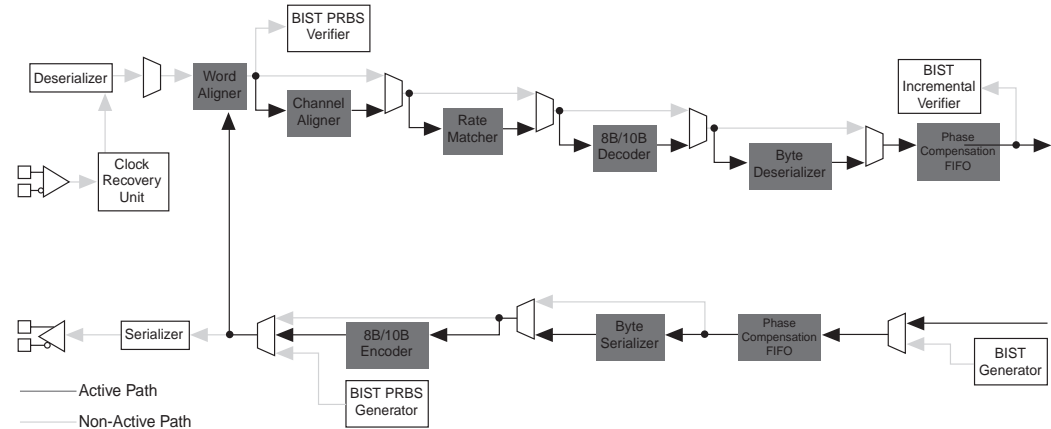 BIST PRBS
Verifier
Deserializer
Word
Aligner
Channel
Aligner
Rate
Matcher
8B/10B
Decoder
Byte
Deserializer
BIST
Incremental
Verifier
Phase
Compensation
FIFO
Clock
Recovery
Unit
Serializer
8B/10B
Encoder
BIST PRBS
Generator
Byte
Serializer
Phase
Compensation
FIFO
BIST
Generator
Active Path
Non-Active Path